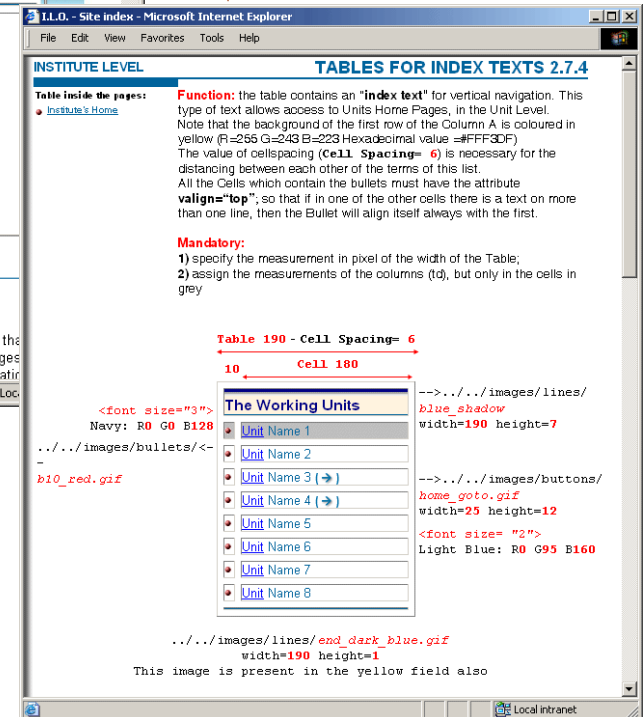 I.L.O. - Site index - Microsoft Internet Explorer
File Edit View Favorites Tools Help
INSTITUTE LEVEL
TABLES FOR INDEX TEXTS 2.7.4
Table inside the pages:
Institute's Home
Function: the table contains an "index text" for vertical navigation. This
type of text allows access to Units Home Pages, in the Unit Level.
Note that the background of the first row of the Column A is coloured in
yellow (R=255 G=243 B=223 Hexadecimal value =#FFF3DF)
The value of cellspacing (Cell Spacing= 6) is necessary for the
distancing between each other of the terms of this list.
All the Cells which contain the bullets must have the attribute
valign="top"; so that if in one of the other cells there is a text on more
than one line, then the Bullet will align itself always with the first.
Mandatory:
1) specify the measurement in pixel of the width of the Table;
2) assign the measurements of the columns (td), but only in the cells in
grey
Table 190 - Cell Spacing= 6
10 Cell 180
<font size="3">
Navy: R0 G0 B128
../../images/bullets/<-
-
b10_red.gif
The Working Units
Unit Name 1
Unit Name 2
Unit Name 3 (→)
Unit Name 4 (→)
Unit Name 5
Unit Name 6
Unit Name 7
Unit Name 8
-->../../images/lines/
blue_shadow
width=190 height=7
-->../../images/buttons/
home_goto.gif
width=25 height=12
<font size= "2">
Light Blue: R0 G95 B160
../../images/lines/end_dark_blue.gif
width=190 height=1
This image is present in the yellow field also
Local intranet